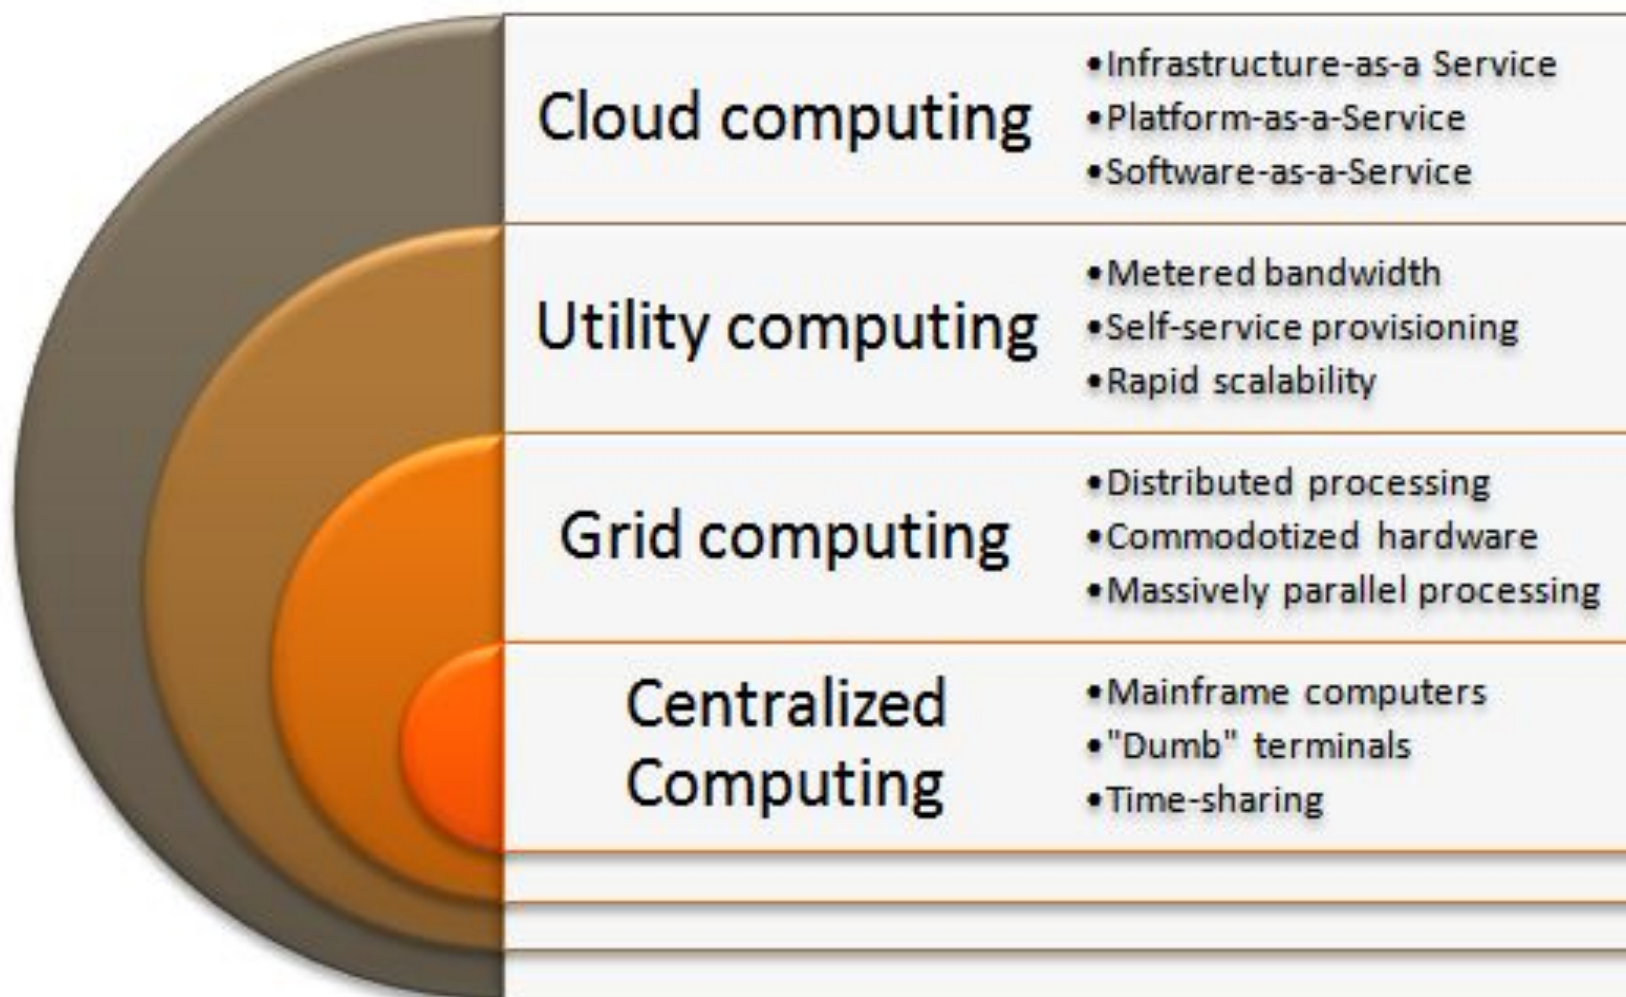 Cloud computing
•Infrastructure-as-a Service
•Platform-as-a-Service
•Software-as-a-Service
Utility computing
•Metered bandwidth
•Self-service provisioning
•Rapid scalability
Grid computing
•Distributed processing
•Commodotized hardware
•Massively parallel processing
Centralized
Computing
•Mainframe computers
•"Dumb" terminals
•Time-sharing